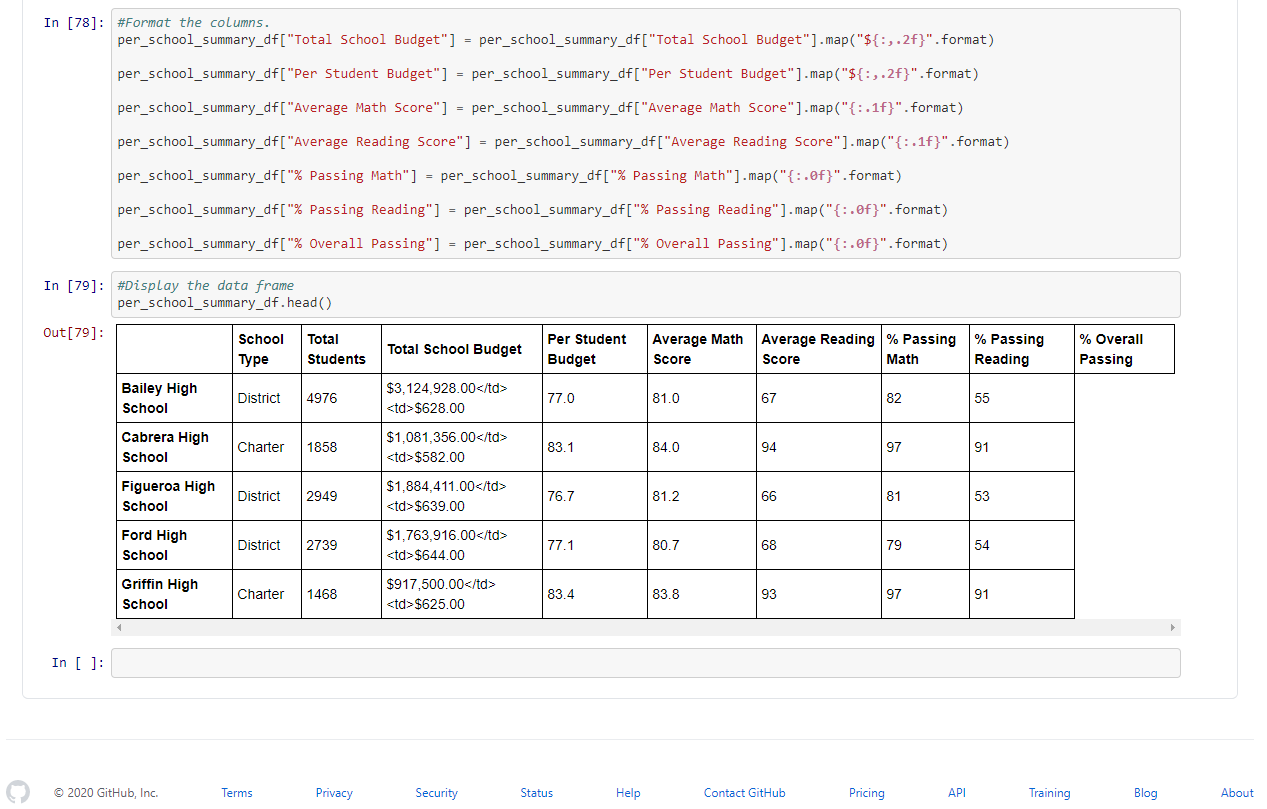 In [78]:
#Format the columns.
per_school_summary_df["Total School Budget"] = per_school_summary_df["Total School Budget"].map("${:,.2f}".format)
per_school_summary_df["Per Student Budget"] = per_school_summary_df["Per Student Budget"].map("${:,.2f}".format)
per_school_summary_df["Average Math Score"] = per_school_summary_df["Average Math Score"].map("{:.1f}".format)
per_school_summary_df["Average Reading Score"] = per_school_summary_df["Average Reading Score"].map("{:.1f}".format)
per_school_summary_df["% Passing Math"] = per_school_summary_df["% Passing Math"].map("{:.0f}".format)
per_school_summary_df["% Passing Reading"] = per_school_summary_df["% Passing Reading"].map("{:.0f}".format)
per_school_summary_df["% Overall Passing"] = per_school_summary_df["% Overall Passing"].map("{:.0f}".format)
In [79]:
#Display the data frame
per_school_summary_df.head()
Out[79]:
School Type
Total Students
Total School Budget
Per Student Budget
Average Math Score
Average Reading Score
% Passing Math
% Passing Reading
% Overall Passing
Bailey High School District 4976 $3,124,928.00</td> <td>$628.00 77.0 81.0 67 82 55
Cabrera High School Charter 1858 $1,081,356.00</td> <td>$582.00 83.1 84.0 94 97 91
Figueroa High School District 2949 $1,884,411.00</td> <td>$639.00 76.7 81.2 66 81 53
Ford High School District 2739 $1,763,916.00</td> <td>$644.00 77.1 80.7 68 79 54
Griffin High School Charter 1468 $917,500.00</td> <td>$625.00 83.4 83.8 93 97 91
In [ ]:
© 2020 GitHub, Inc. Terms Privacy Security Status Help Contact GitHub Pricing API Training Blog About